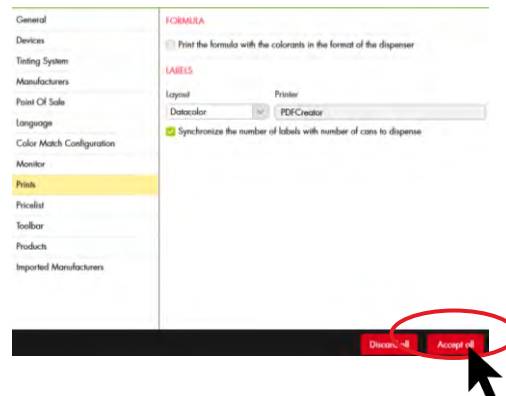 General
Devices
Tinting System
Manufacturers
Point Of Sale
Language
Color Match Configuration
Monitor
Prints
Pricelist
Toolbar
Products
Imported Manufacturers
FORMULA
Print the formula with the colorants in the format of the dispenser
LABELS
Layout Printer
Datacolor PDFCreator
Synchronize the number of labels with number of cans to dispense
Discard all Accept all